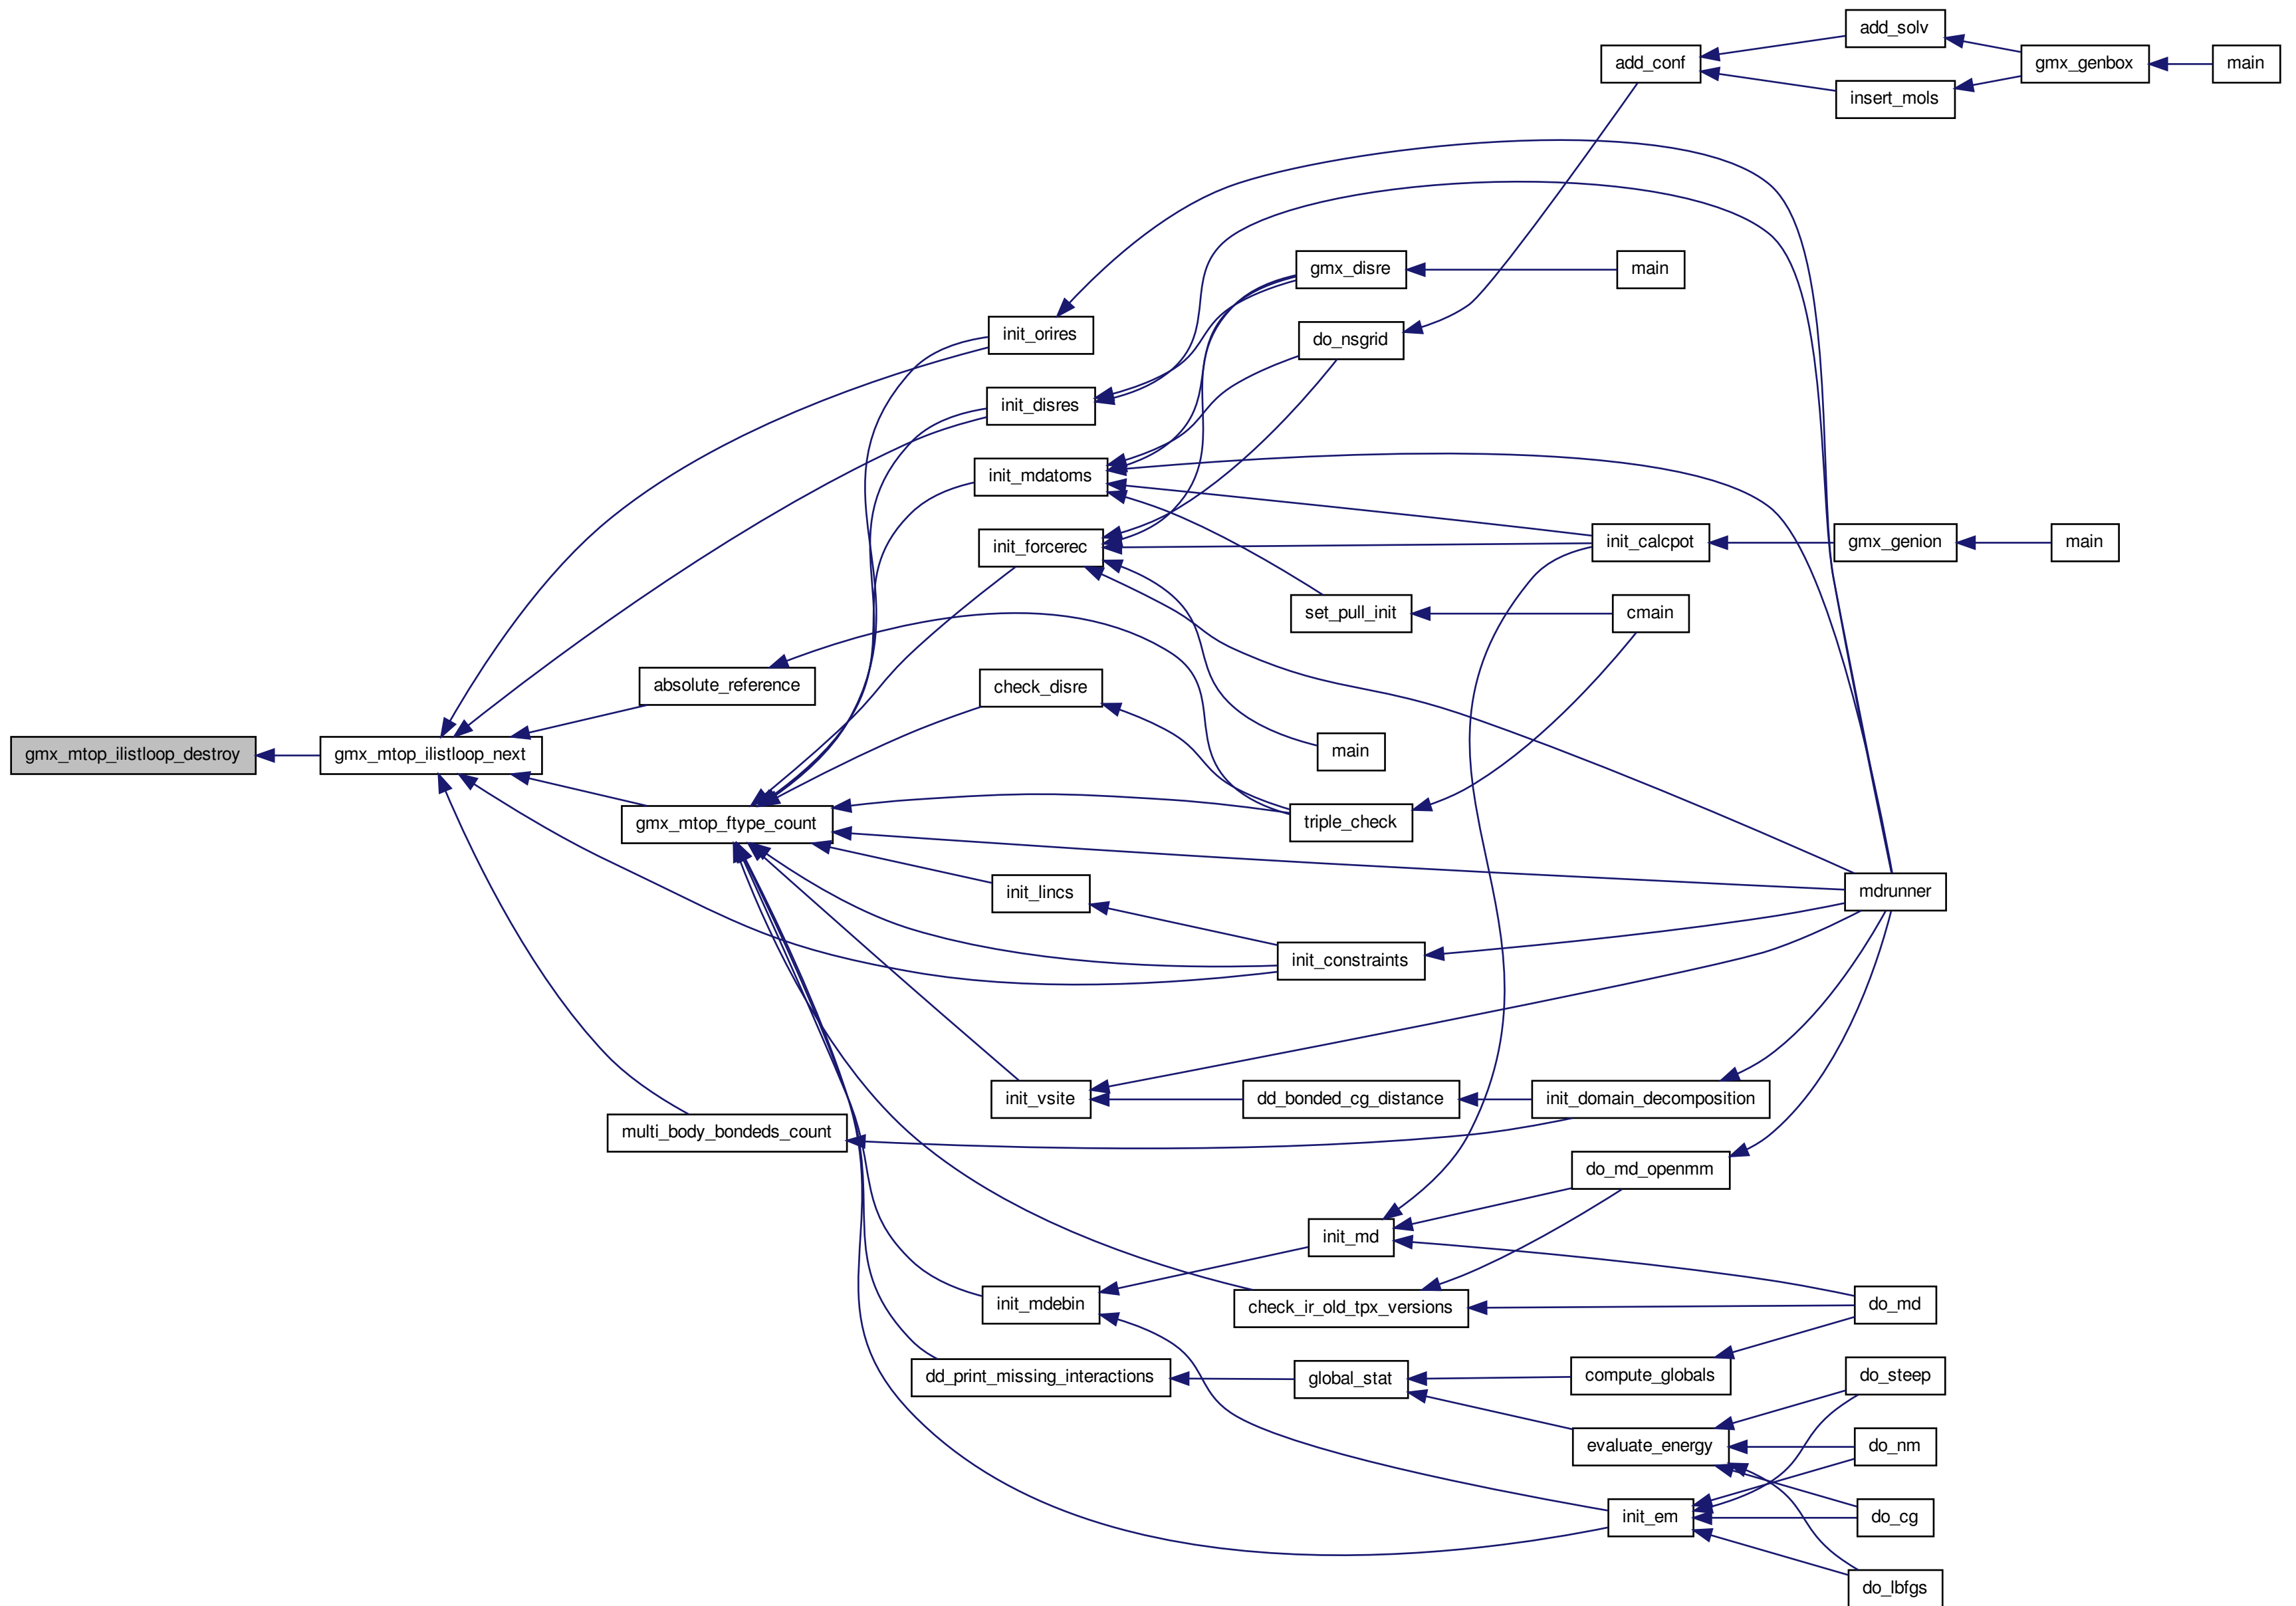 add_solv
add_conf
gmx_genbox
main
insert_mols
gmx_disre
main
init_orires
do_nsgrid
init_disres
init_mdatoms
init_forcerec
init_calcpot
gmx_genion
main
set_pull_init
cmain
absolute_reference
check_disre
gmx_mtop_ilistloop_destroy
gmx_mtop_ilistloop_next
main
gmx_mtop_ftype_count
triple_check
init_lincs
mdrunner
init_constraints
init_vsite
dd_bonded_cg_distance
init_domain_decomposition
multi_body_bondeds_count
do_md_openmm
init_md
init_mdebin
check_ir_old_tpx_versions
do_md
dd_print_missing_interactions
global_stat
compute_globals
do_steep
evaluate_energy
do_nm
init_em
do_cg
do_lbfgs